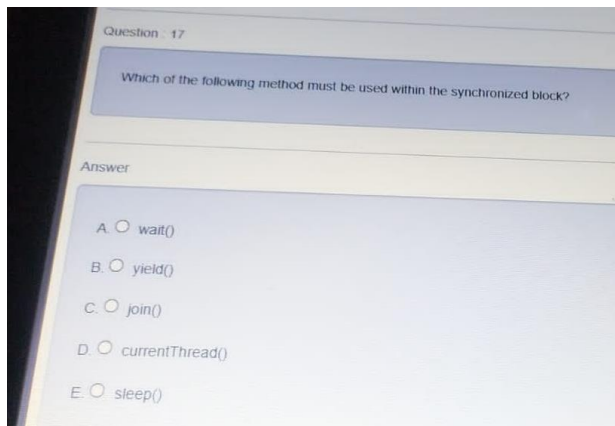 Question : 17
Which of the following method must be used within the synchronized block?
Answer
A. wait()
B. yield()
C. join()
D. currentThread()
E. sleep()